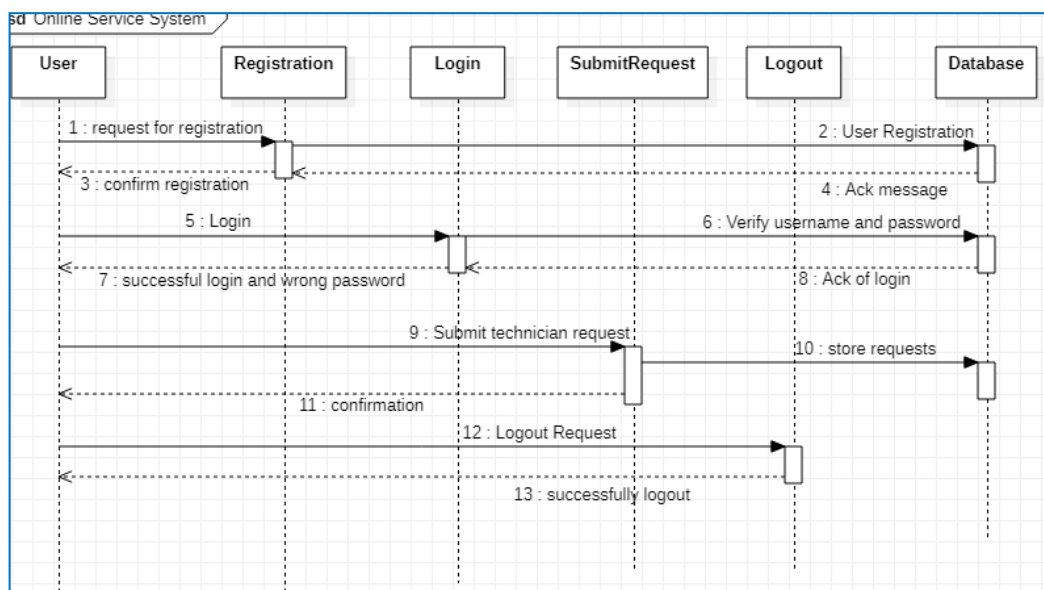 sd Online Service System
User
Registration
Login
SubmitRequest
Logout
Database
1 : request for registration
2 : User Registration
3 : confirm registration
4 : Ack message
5 : Login
6 : Verify username and password
7 : successful login and wrong password
8 : Ack of login
9 : Submit technician request
10 : store requests
11 : confirmation
12 : Logout Request
13 : successfully logout